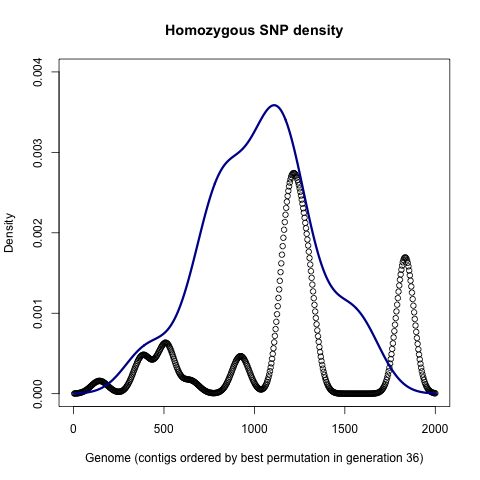 Homozygous SNP density
0.004
0.003
0.002
0.001
0.000
Density
0 500 1000 1500 2000
Genome (contigs ordered by best permutation in generation 36)